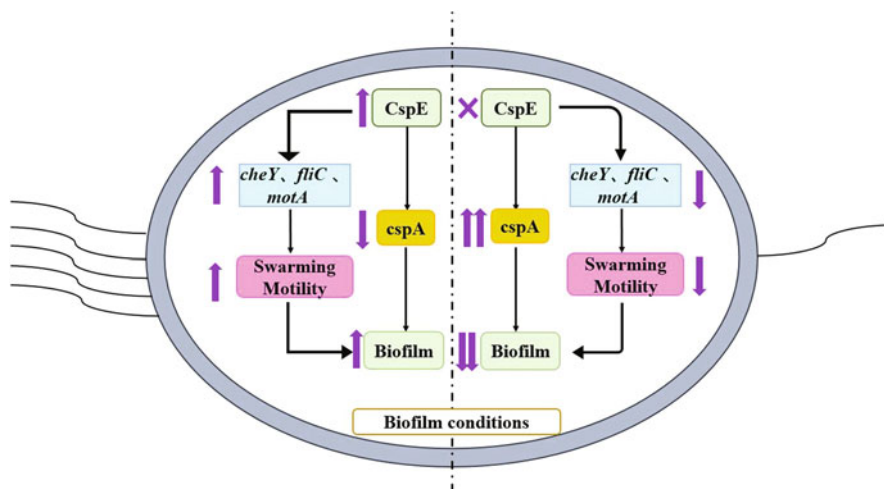 CspE
cheY、fliC 、
motA
cspA
Swarming
Motility
Biofilm
CspE
cheY、fliC 、
motA
cspA
Swarming
Motility
Biofilm
Biofilm conditions